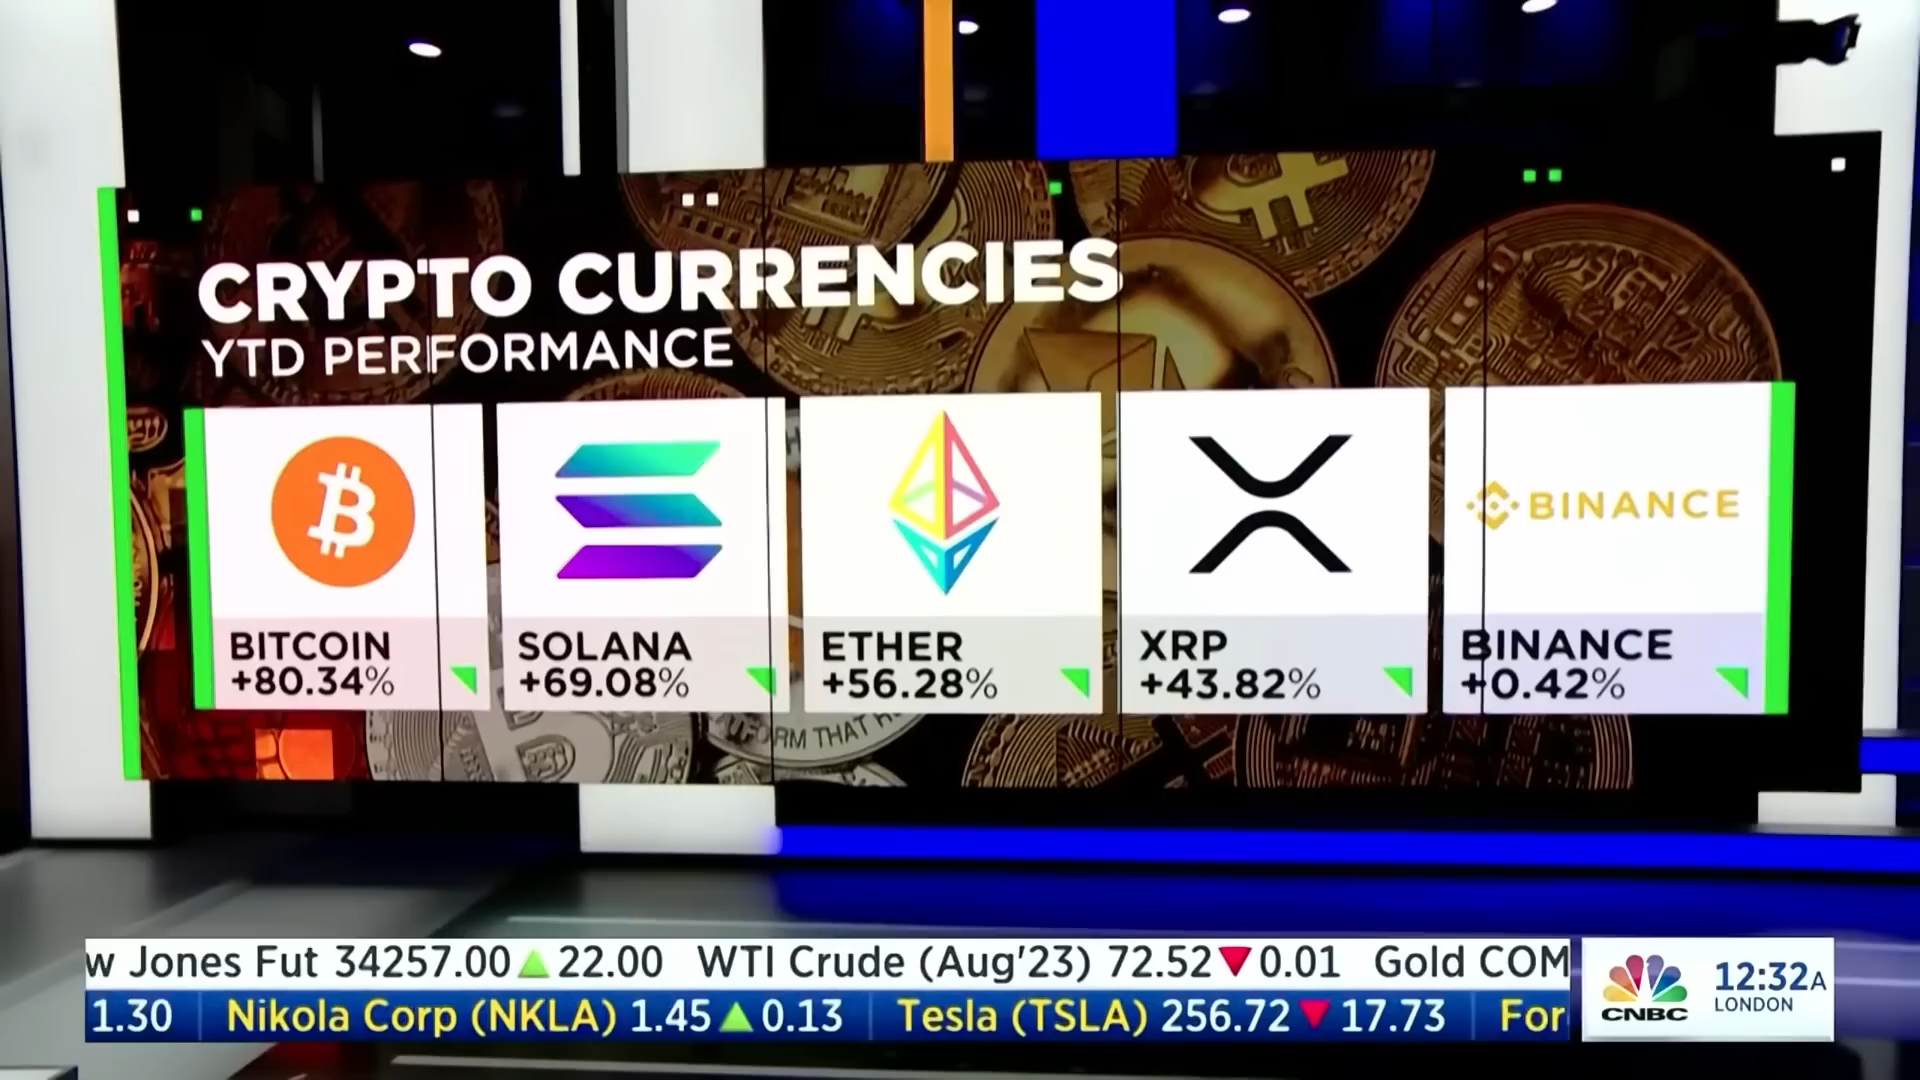 CRYPTO CURRENCIES
YTD PERFORMANCE
BINANCE
BITCOIN
+80.34%
SOLANA
+69.08%
ETHER
+56.28%
XRP
+43.82%
BINANCE
+0.42%
ORM THAT
w Jones Fut 34257.00 ▲ 22.00 WTI Crude (Aug'23) 72.52 ▼ 0.01 Gold COM
1.30 Nikola Corp (NKLA) 1.45 ▲ 0.13 Tesla (TSLA) 256.72 ▼ 17.73 For
CNBC
12:32A
LONDON